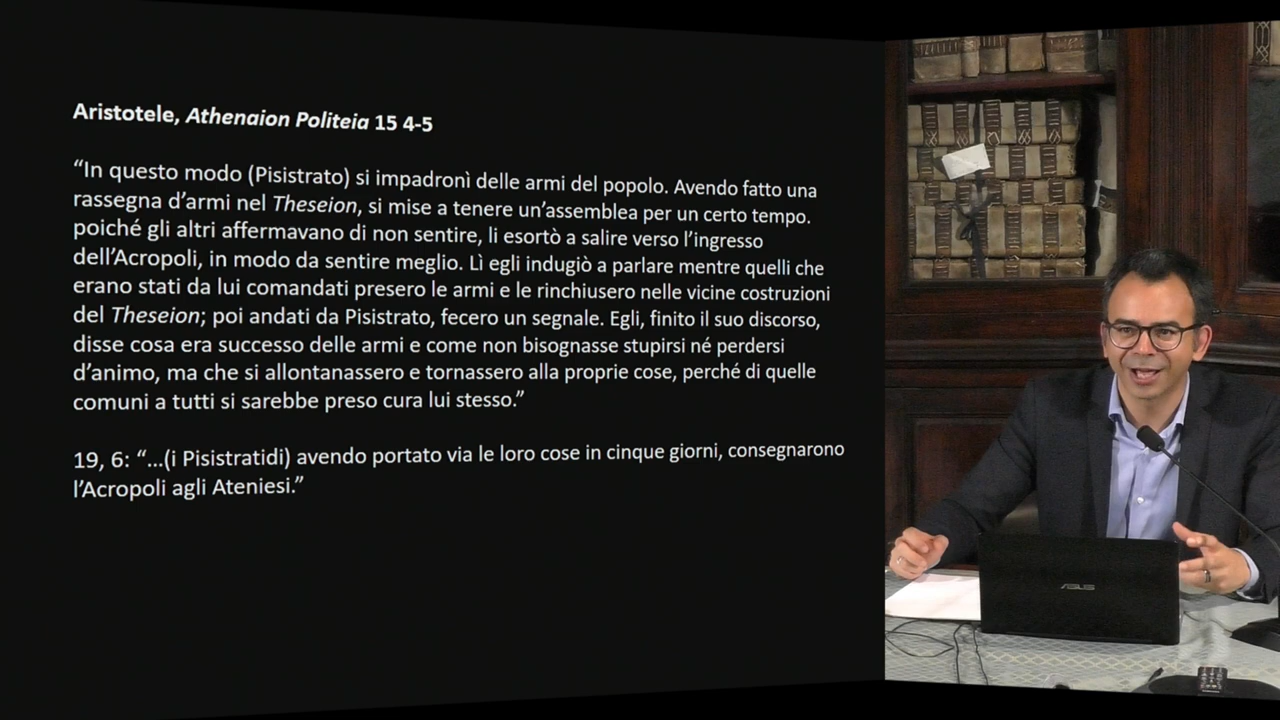 Aristotele, Athenaion Politeia 15 4-5
“In questo modo (Pisistrato) si impadronì delle armi del popolo. Avendo fatto una
rassegna d’armi nel Theseion, si mise a tenere un’assemblea per un certo tempo.
poiché gli altri affermavano di non sentire, li esortò a salire verso l’ingresso
dell’Acropoli, in modo da sentire meglio. Lì egli indugiò a parlare mentre quelli che
erano stati da lui comandati presero le armi e le rinchiusero nelle vicine costruzioni
del Theseion; poi andati da Pisistrato, fecero un segnale. Egli, finito il suo discorso,
disse cosa era successo delle armi e come non bisognasse stupirsi né perdersi
d’animo, ma che si allontanassero e tornassero alla proprie cose, perché di quelle
comuni a tutti si sarebbe preso cura lui stesso.”
19, 6: “...(i Pisistratidi) avendo portato via le loro cose in cinque giorni, consegnarono
l’Acropoli agli Ateniesi.”
ASUS